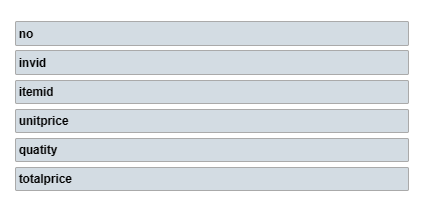 no
invid
itemid
unitprice
quatity
totalprice